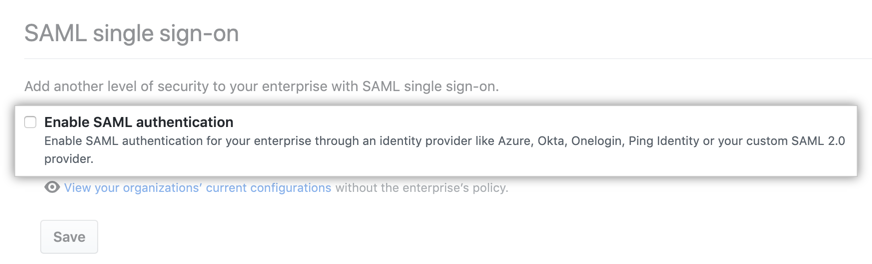 SAML single sign-on
Add another level of security to your enterprise with SAML single sign-on.
Enable SAML authentication
Enable SAML authentication for your enterprise through an identity provider like Azure, Okta, Onelogin, Ping Identity or your custom SAML 2.0
provider.
View your organizations' current configurations without the enterprise's policy.
Save